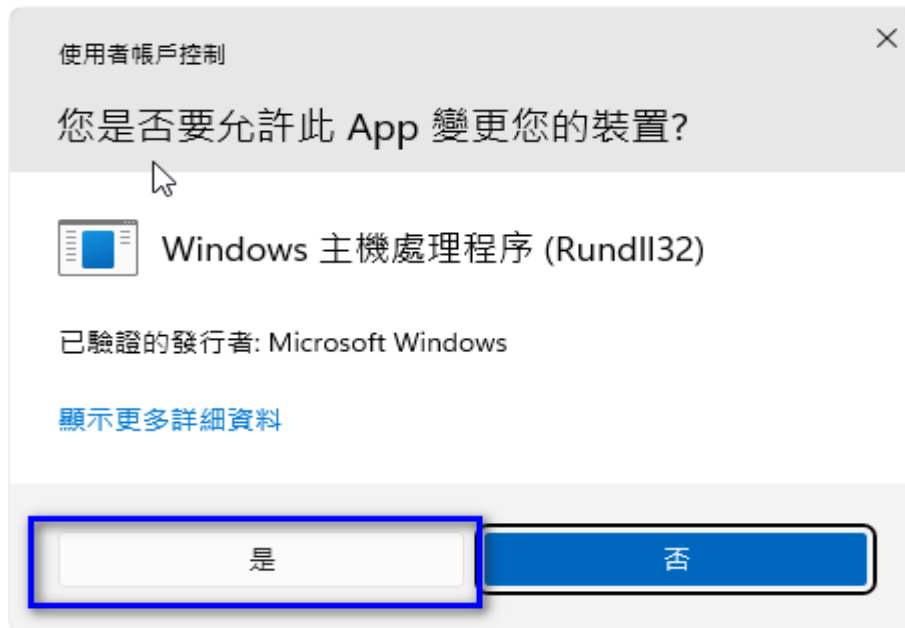 使用者帳戶控制
您是否要允許此 App 變更您的裝置?
Windows 主機處理程序 (Rundll32)
已驗證的發行者: Microsoft Windows
顯示更多詳細資料
是
否